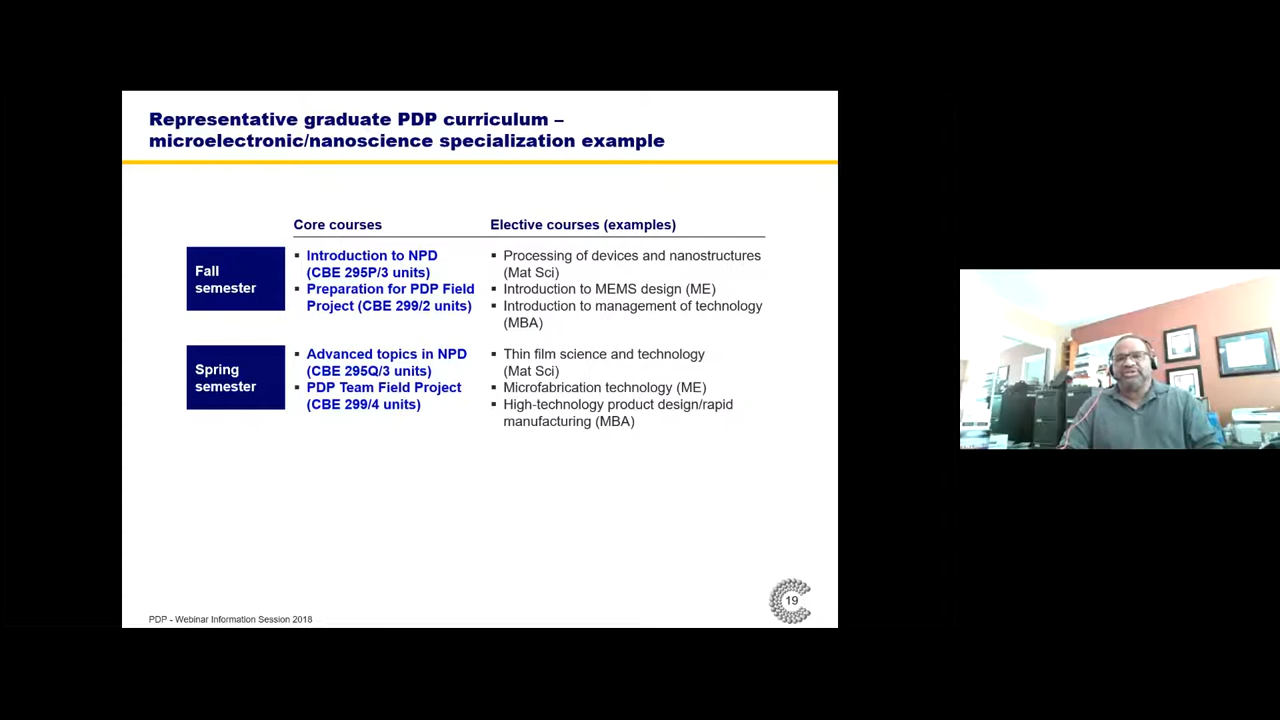 Representative graduate PDP curriculum –
microelectronic/nanoscience specialization example
Core courses
Elective courses (examples)
Fall
semester
▪ Introduction to NPD
(CBE 295P/3 units)
▪ Preparation for PDP Field
Project (CBE 299/2 units)
▪ Processing of devices and nanostructures
(Mat Sci)
▪ Introduction to MEMS design (ME)
▪ Introduction to management of technology
(MBA)
Spring
semester
▪ Advanced topics in NPD
(CBE 295Q/3 units)
▪ PDP Team Field Project
(CBE 299/4 units)
▪ Thin film science and technology
(Mat Sci)
▪ Microfabrication technology (ME)
▪ High-technology product design/rapid
manufacturing (MBA)
PDP - Webinar Information Session 2018
19